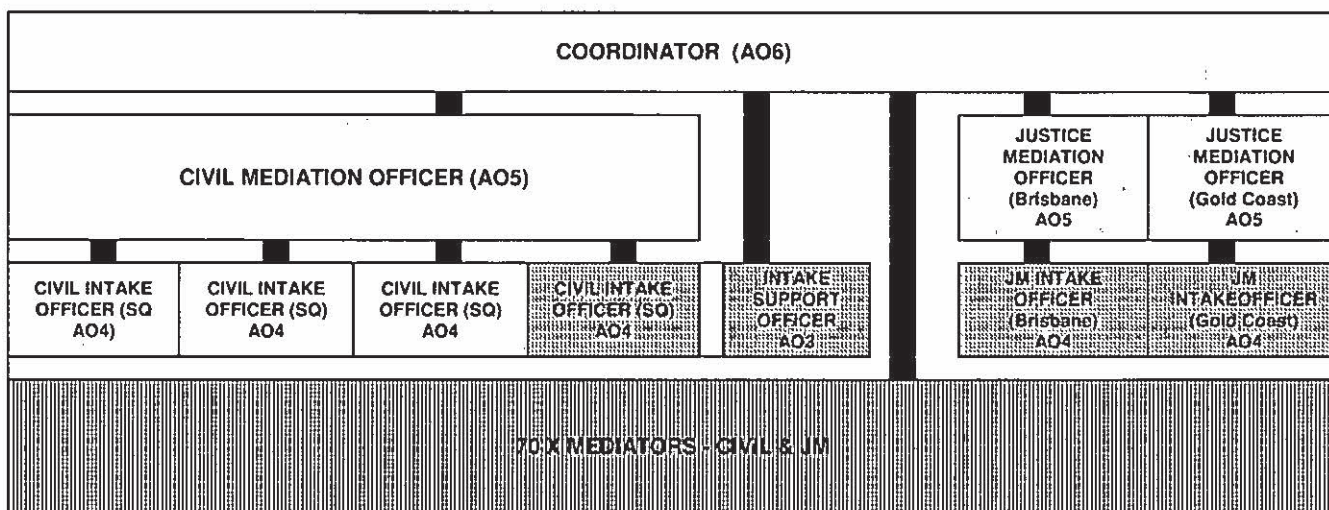 COORDINATOR (AO6)
CIVIL MEDIATION OFFICER (AO5)
JUSTICE
MEDIATION
OFFICER
(Brisbane)
AO5
JUSTICE
MEDIATION
OFFICER
(Gold Coast)
AO5
CIVIL INTAKE
OFFICER (SQ
AO4)
CIVIL INTAKE
OFFICER (SQ)
AO4
CIVIL INTAKE
OFFICER (SQ)
AO4
CIVIL INTAKE
OFFICER (SQ)
AO4
INTAKE
SUPPORT
OFFICER
AO3
JM INTAKE
OFFICER
(Brisbane)
AO4
JM
INTAKEOFFICER
(Gold Coast)
AO4
70 X MEDIATORS - CIVIL & JM